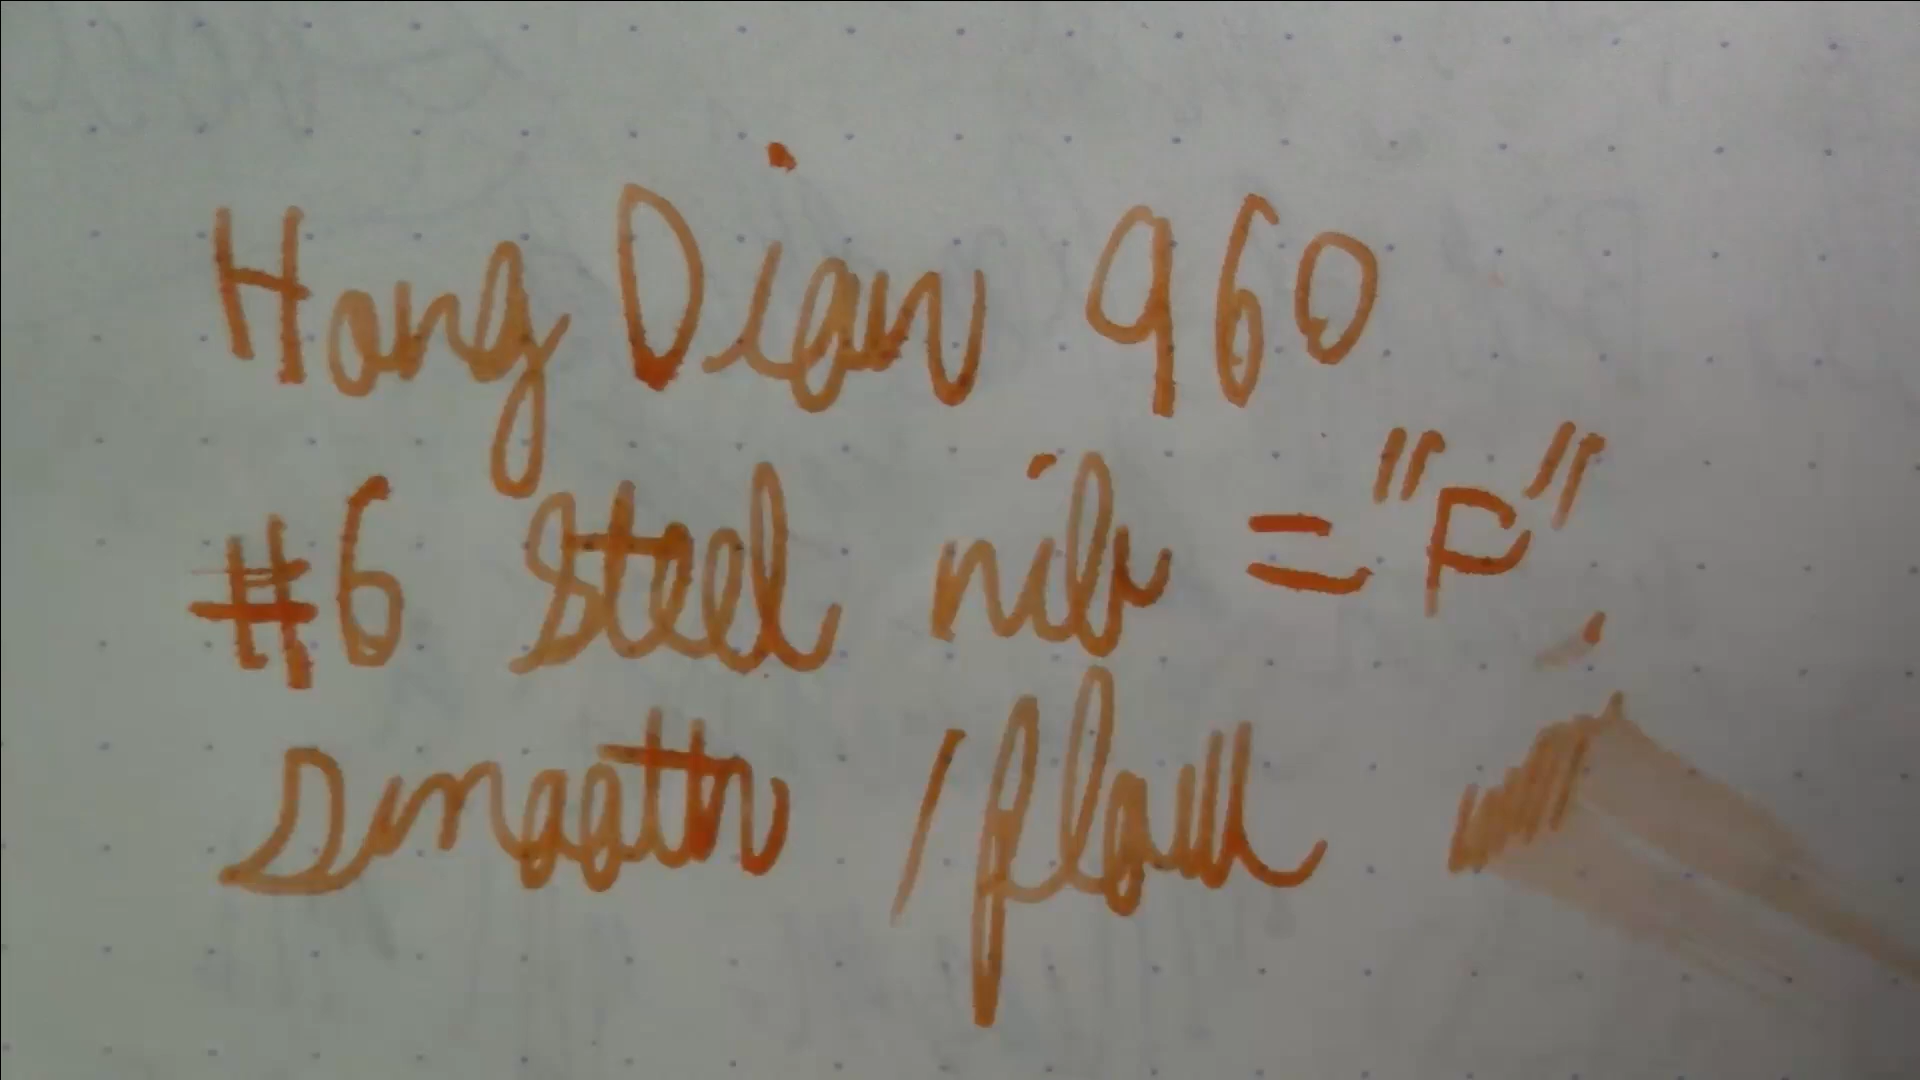 Hong Dian 960
#6 Steel nib = "F"
Smooth / flow